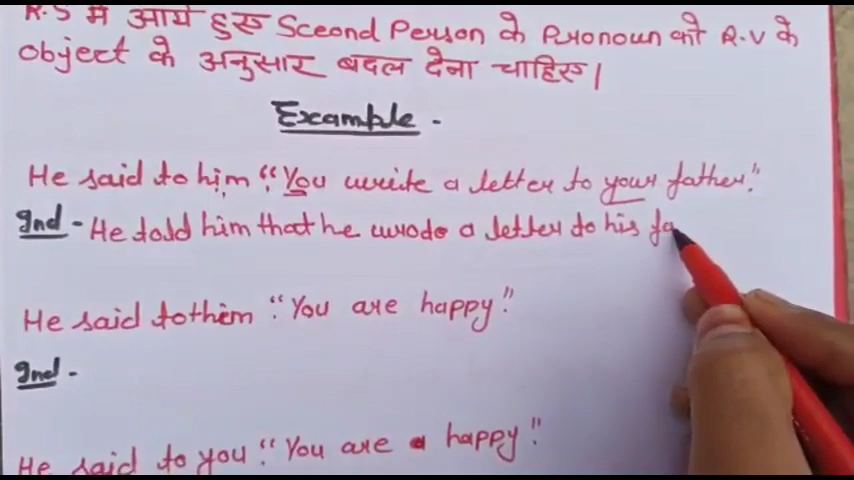 R.S में आये हुए Sceond Person के Pronoun को R.V के
object के अनुसार बदल देना चाहिए।
Example -
He said to him "You write a letter to your father."
Ind - He told him that he wrode a letter to his fa
He said to them "You are happy"
Ind -
He said to you "You are a happy"